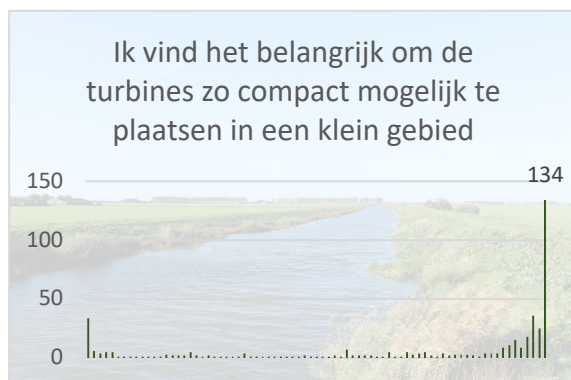 Ik vind het belangrijk om de
turbines zo compact mogelijk te
plaatsen in een klein gebied
150
134
100
50
0